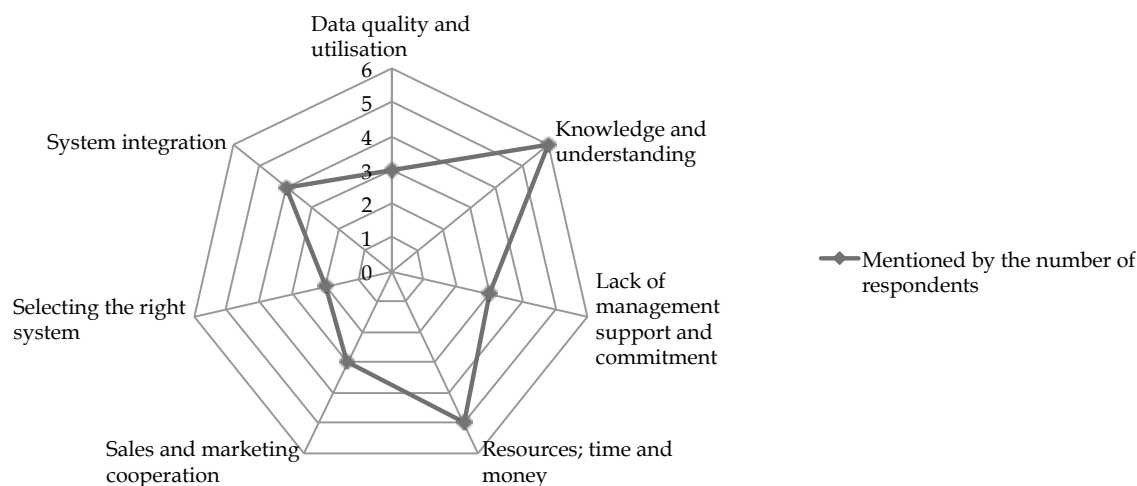 Data quality and
utilisation
6
5
4
3
2
1
0
Knowledge and
understanding
Lack of
management
support and
commitment
Resources; time and
money
Sales and marketing
cooperation
Selecting the right
system
System integration
Mentioned by the number of
respondents